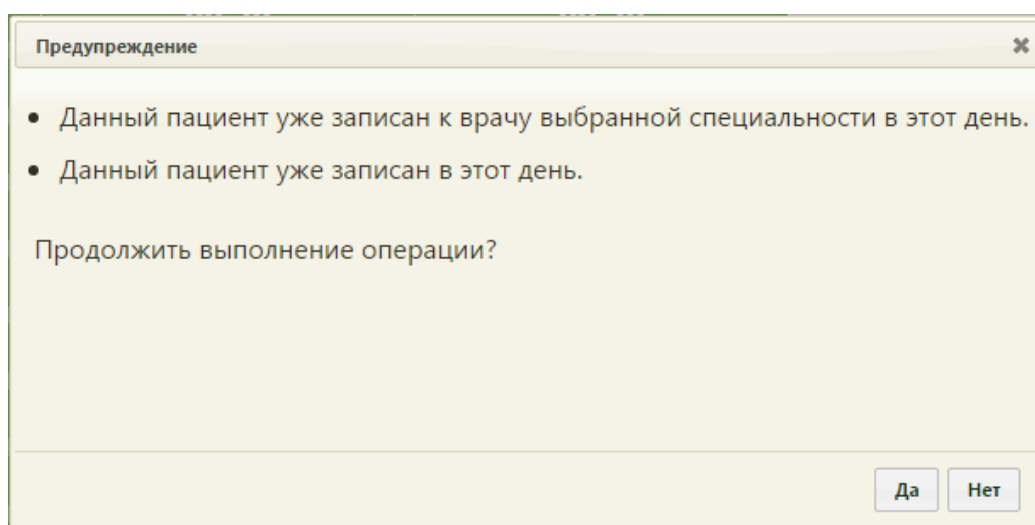 Предупреждение
Данный пациент уже записан к врачу выбранной специальности в этот день.
Данный пациент уже записан в этот день.
Продолжить выполнение операции?
Да
Нет